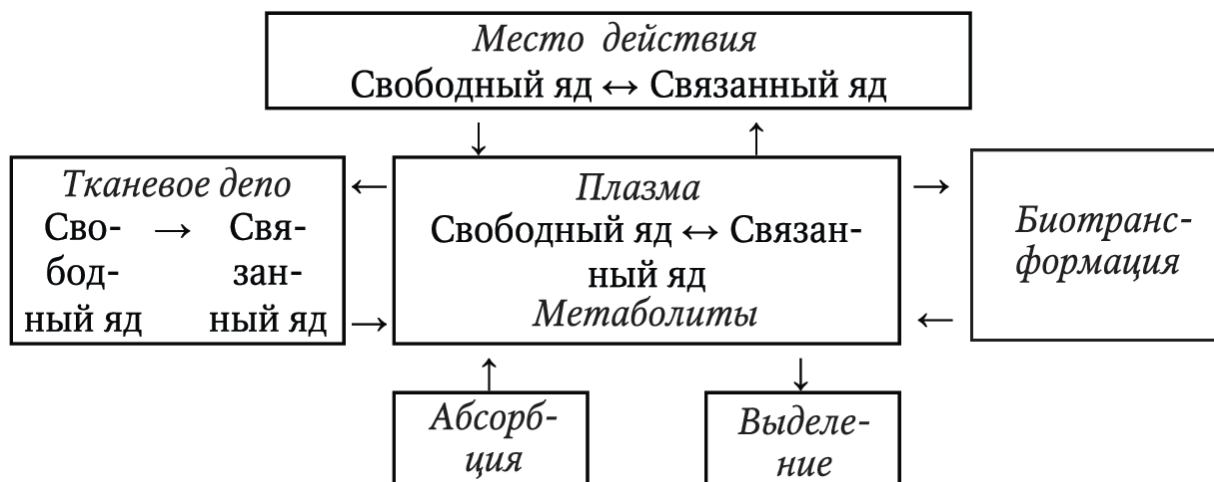 Место действия
Свободный яд ↔ Связанный яд
↓ ↑
Тканевое депо
Сво- → Свя-
бод- зан-
ный яд ный яд
← →
Плазма
Свободный яд ↔ Связан-
ный яд
Метаболиты
→ ←
Биотранс-
формация
↑ ↓
Абсорб-
ция
Выделе-
ние